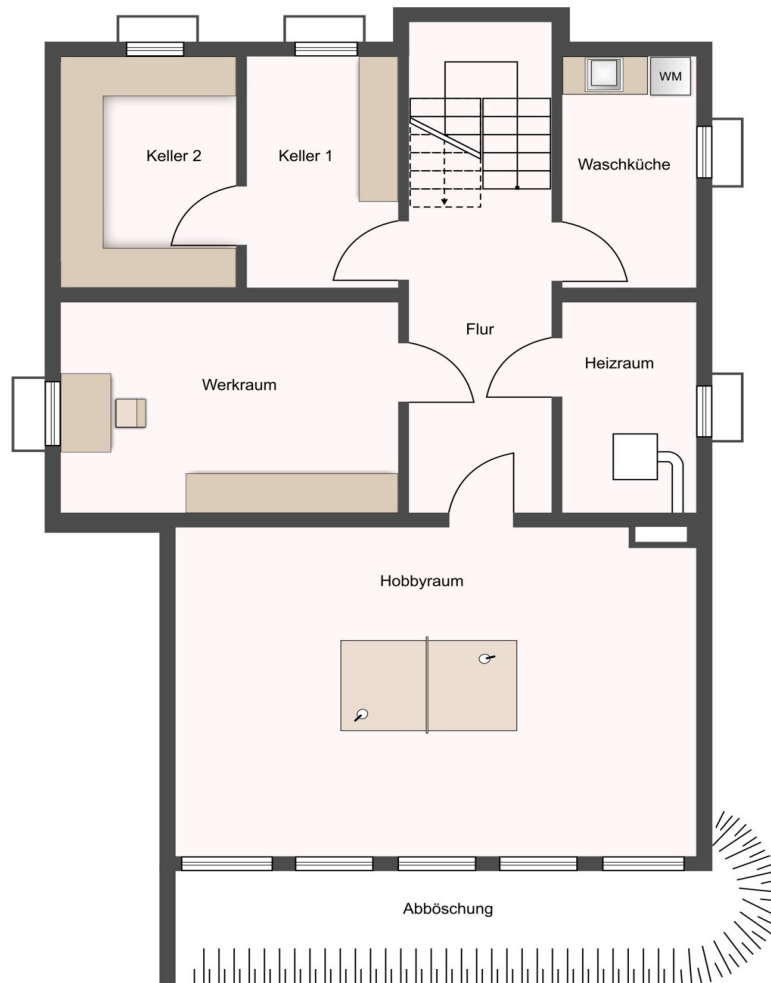 WM
Keller 2
Keller 1
Waschküche
Flur
Heizraum
Werkraum
Hobbyraum
Abböschung